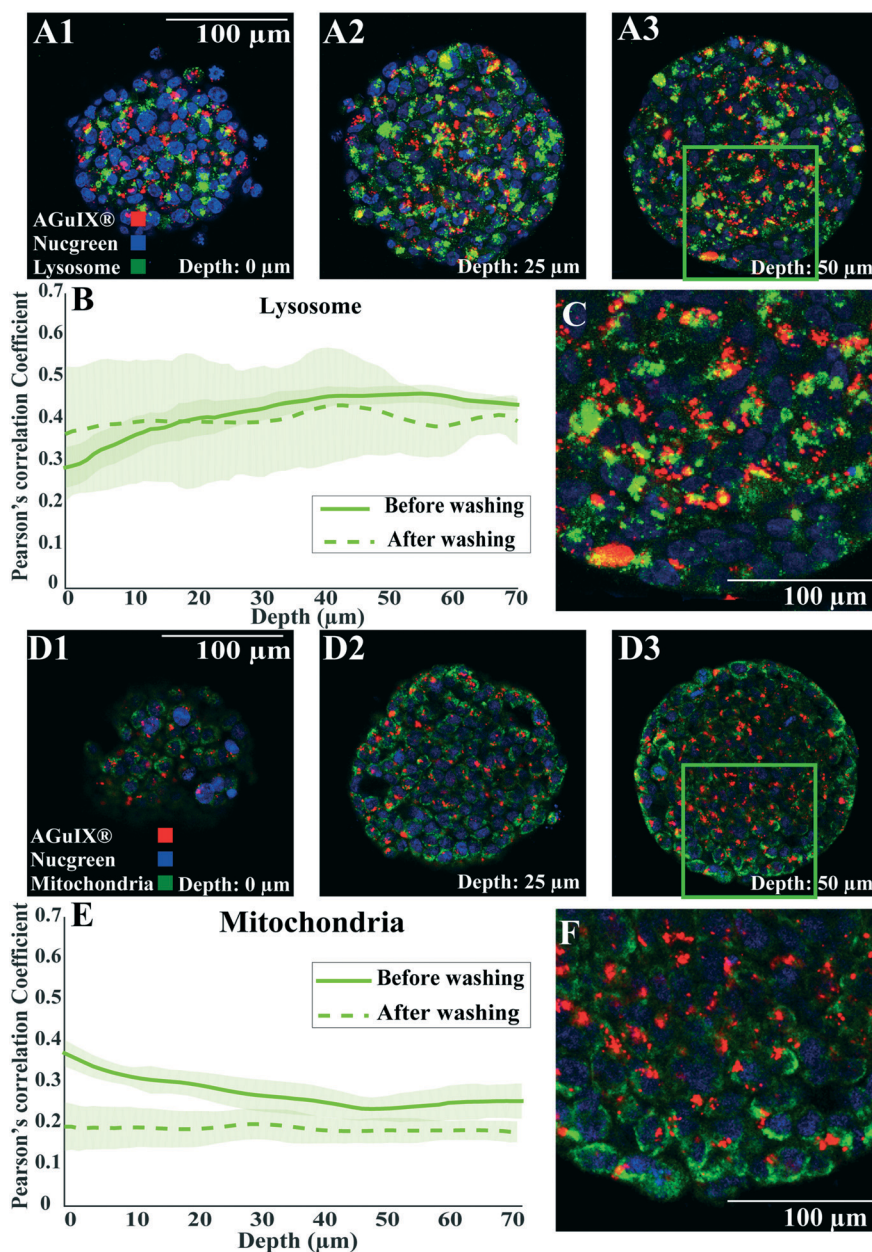 A1
100 µm
A2
A3
AGuIX®
Nucgreen
Lysosome
Depth: 0 µm
Depth: 25 µm
Depth: 50 µm
B
Lysosome
Pearson's correlation Coefficient
0.7
0.6
0.5
0.4
0.3
0.2
0.1
0
Before washing
After washing
0 10 20 30 40 50 60 70
Depth (µm)
C
100 µm
D1
100 µm
D2
D3
AGuIX®
Nucgreen
Mitochondria
Depth: 0 µm
Depth: 25 µm
Depth: 50 µm
E
Mitochondria
Pearson's correlation Coefficient
0.7
0.6
0.5
0.4
0.3
0.2
0.1
0
Before washing
After washing
0 10 20 30 40 50 60 70
Depth (µm)
F
100 µm